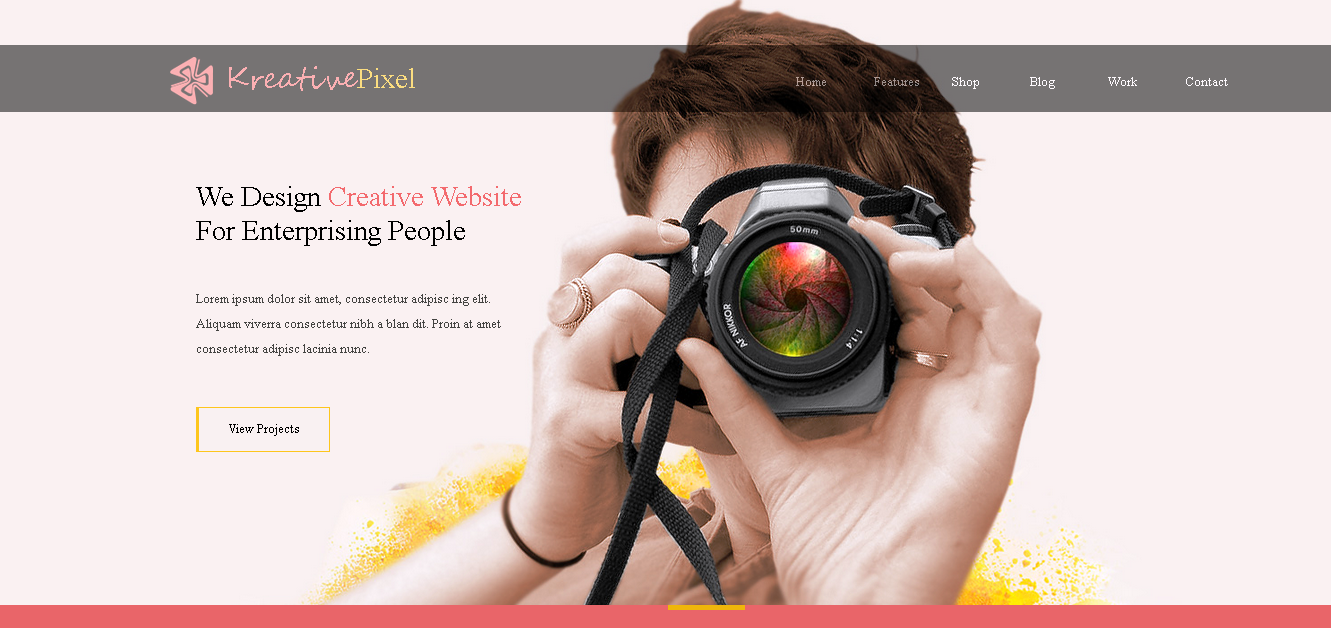 KreativePixel
Home Features Shop Blog Work Contact
We Design Creative Website
For Enterprising People
Lorem ipsum dolor sit amet, consectetur adipisc ing elit.
Aliquam viverra consectetur nibh a blan dit. Proin at amet
consectetur adipisc lacinia nunc.
View Projects
50mm
AF NIKKOR
1:1.4